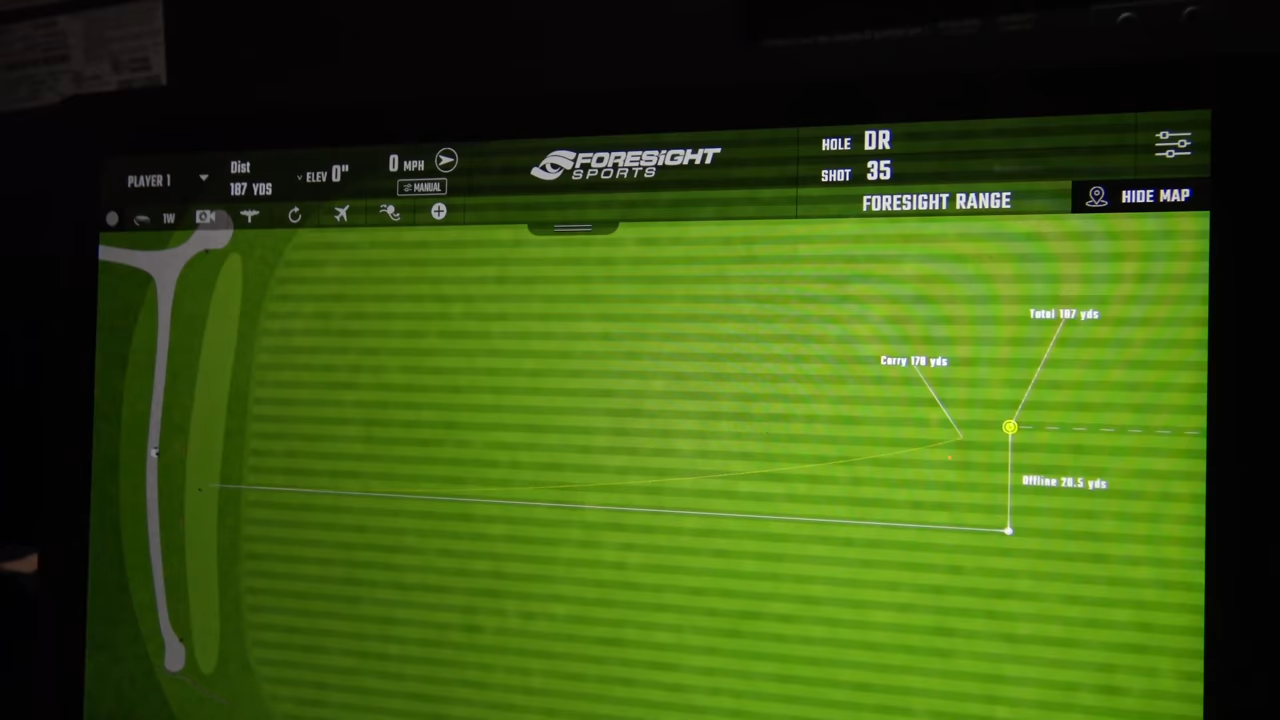 PLAYER 1
Dist
187 YDS
ELEV 0"
0 MPH
MANUAL
1W
FORESIGHT
SPORTS
HOLE DR
SHOT 35
FORESIGHT RANGE
HIDE MAP
Total 187 yds
Carry 178 yds
Offline 28.5 yds